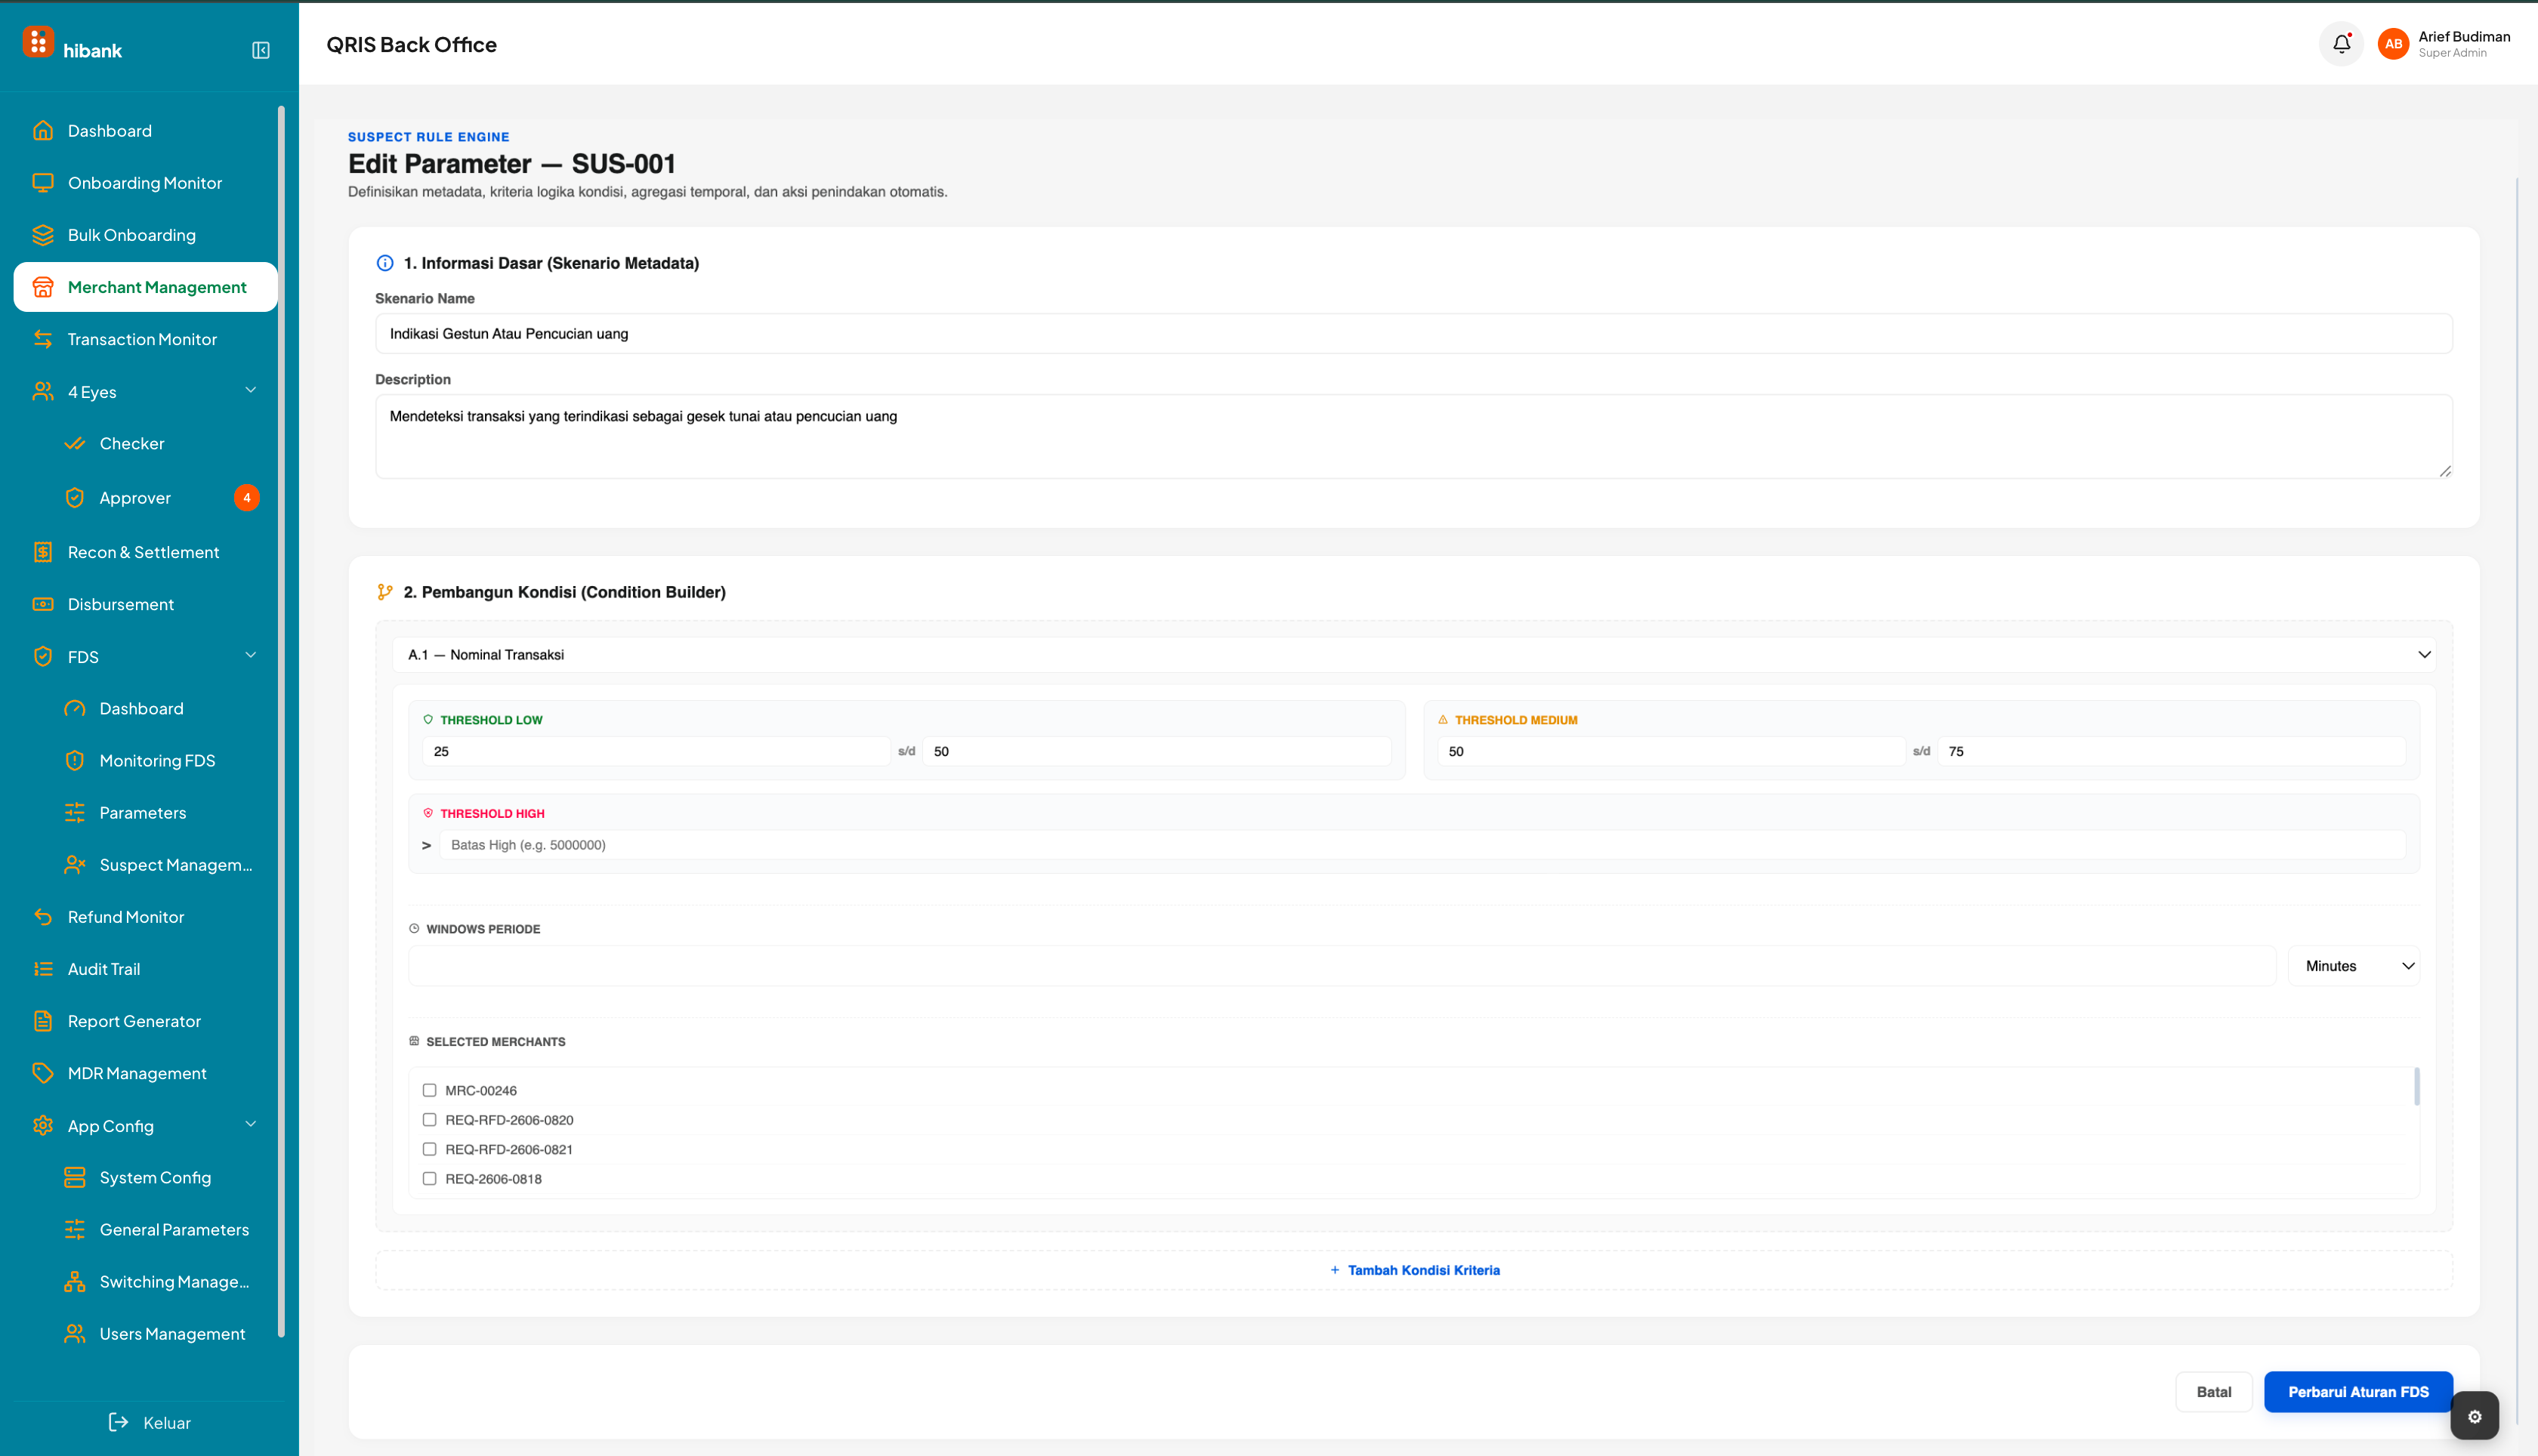 hibank
QRIS Back Office
AB
Arief Budiman
Super Admin
Dashboard
Onboarding Monitor
Bulk Onboarding
Merchant Management
Transaction Monitor
4 Eyes
Checker
Approver
4
Recon & Settlement
Disbursement
FDS
Dashboard
Monitoring FDS
Parameters
Suspect Managem...
Refund Monitor
Audit Trail
Report Generator
MDR Management
App Config
System Config
General Parameters
Switching Manage...
Users Management
Keluar
SUSPECT RULE ENGINE
Edit Parameter — SUS-001
Definisikan metadata, kriteria logika kondisi, agregasi temporal, dan aksi penindakan otomatis.
1. Informasi Dasar (Skenario Metadata)
Skenario Name
Indikasi Gestun Atau Pencucian uang
Description
Mendeteksi transaksi yang terindikasi sebagai gesek tunai atau pencucian uang
2. Pembangun Kondisi (Condition Builder)
A.1 — Nominal Transaksi
THRESHOLD LOW
25 s/d 50
THRESHOLD MEDIUM
50 s/d 75
THRESHOLD HIGH
> Batas High (e.g. 5000000)
WINDOWS PERIODE
Minutes
SELECTED MERCHANTS
MRC-00246
REQ-RFD-2606-0820
REQ-RFD-2606-0821
REQ-2606-0818
+ Tambah Kondisi Kriteria
Batal
Perbarui Aturan FDS